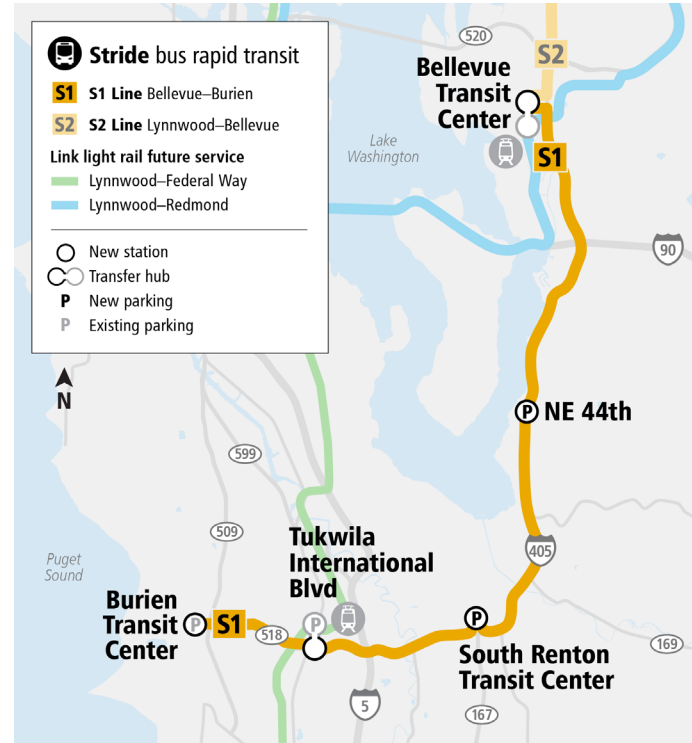 Stride bus rapid transit
S1 S1 Line Bellevue–Burien
S2 S2 Line Lynnwood–Bellevue
Link light rail future service
Lynnwood–Federal Way
Lynnwood–Redmond
New station
Transfer hub
P New parking
P Existing parking
N
520
S2
Bellevue
Transit
Center
Lake
Washington
S1
90
P NE 44th
599
509
405
Puget
Sound
Tukwila
International
Blvd
Burien
Transit
Center
P S1
518
P
P
South Renton
Transit Center
169
5
167